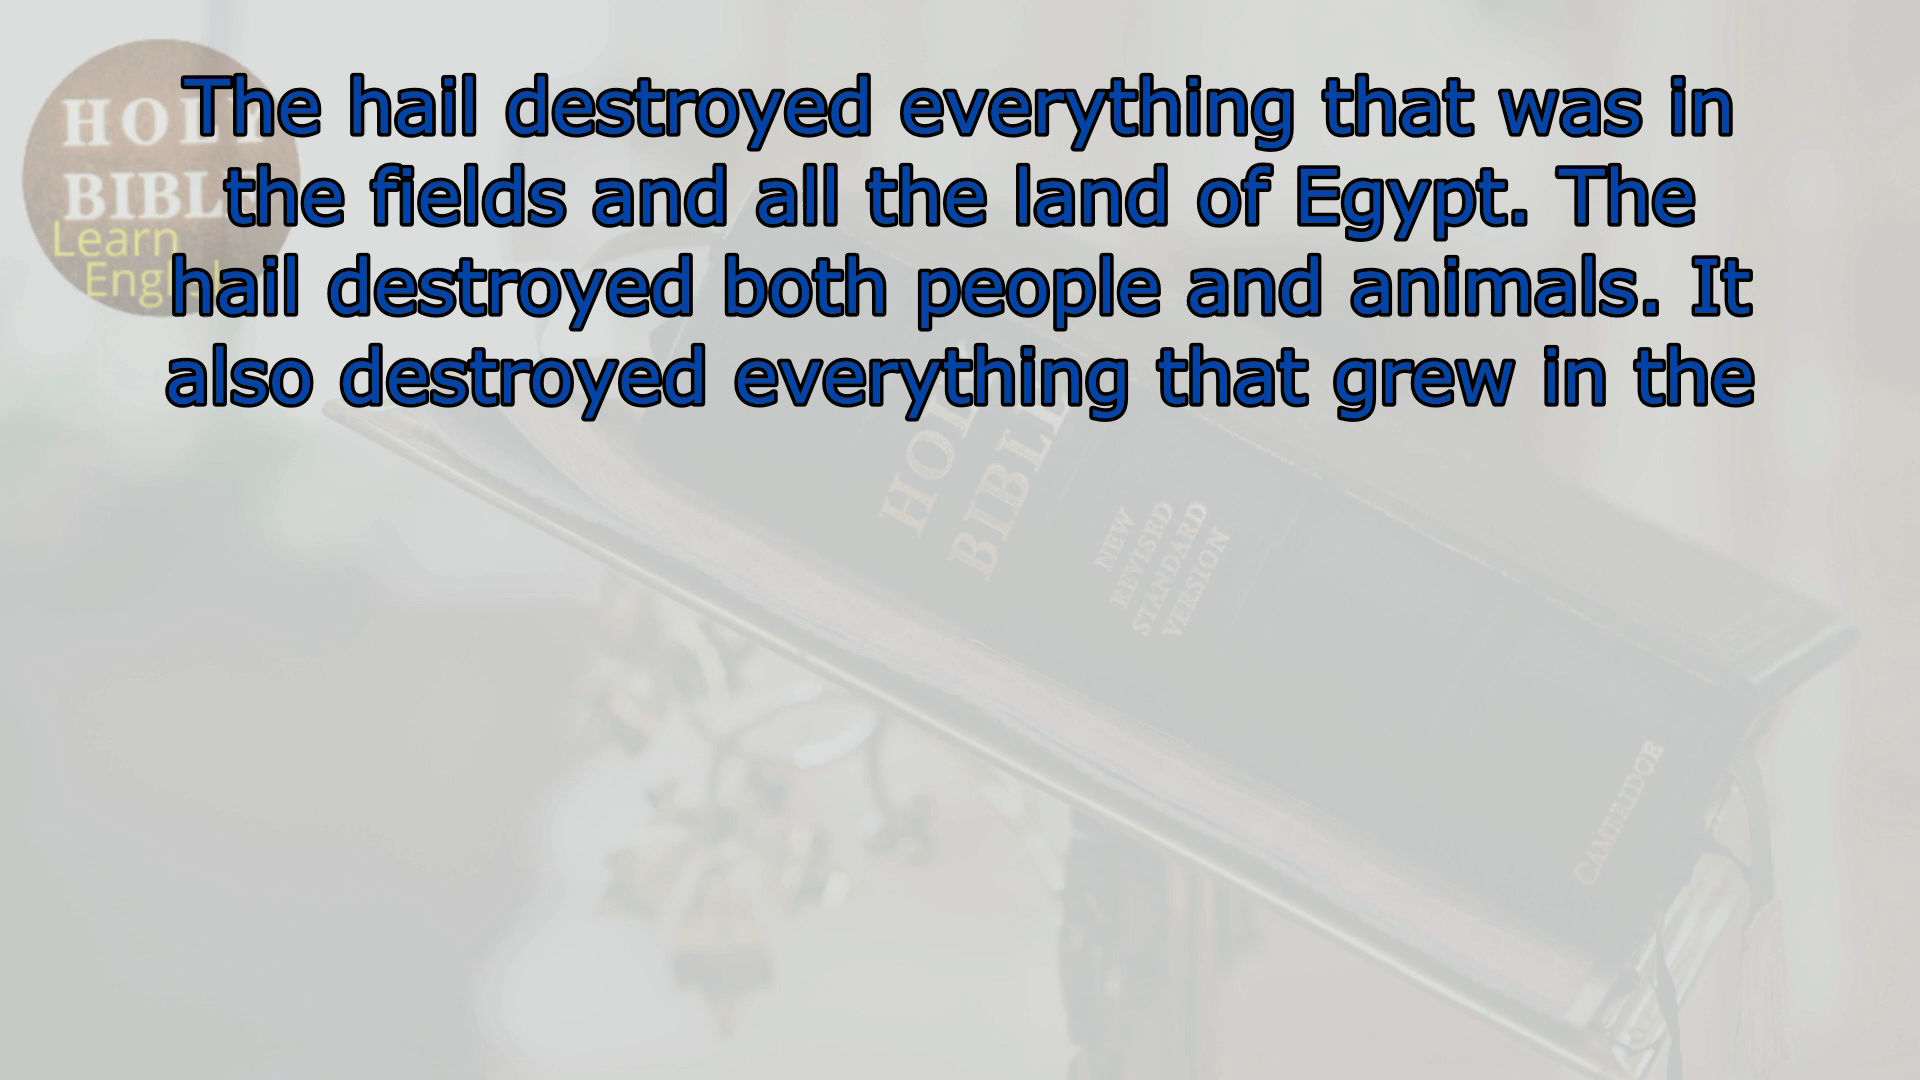 The hail destroyed everything that was in
the fields and all the land of Egypt. The
hail destroyed both people and animals. It
also destroyed everything that grew in the
HOLY
BIBLE
Learn
English
HOLY
BIBLE
NEW
REVISED
STANDARD
VERSION
CAMBRIDGE